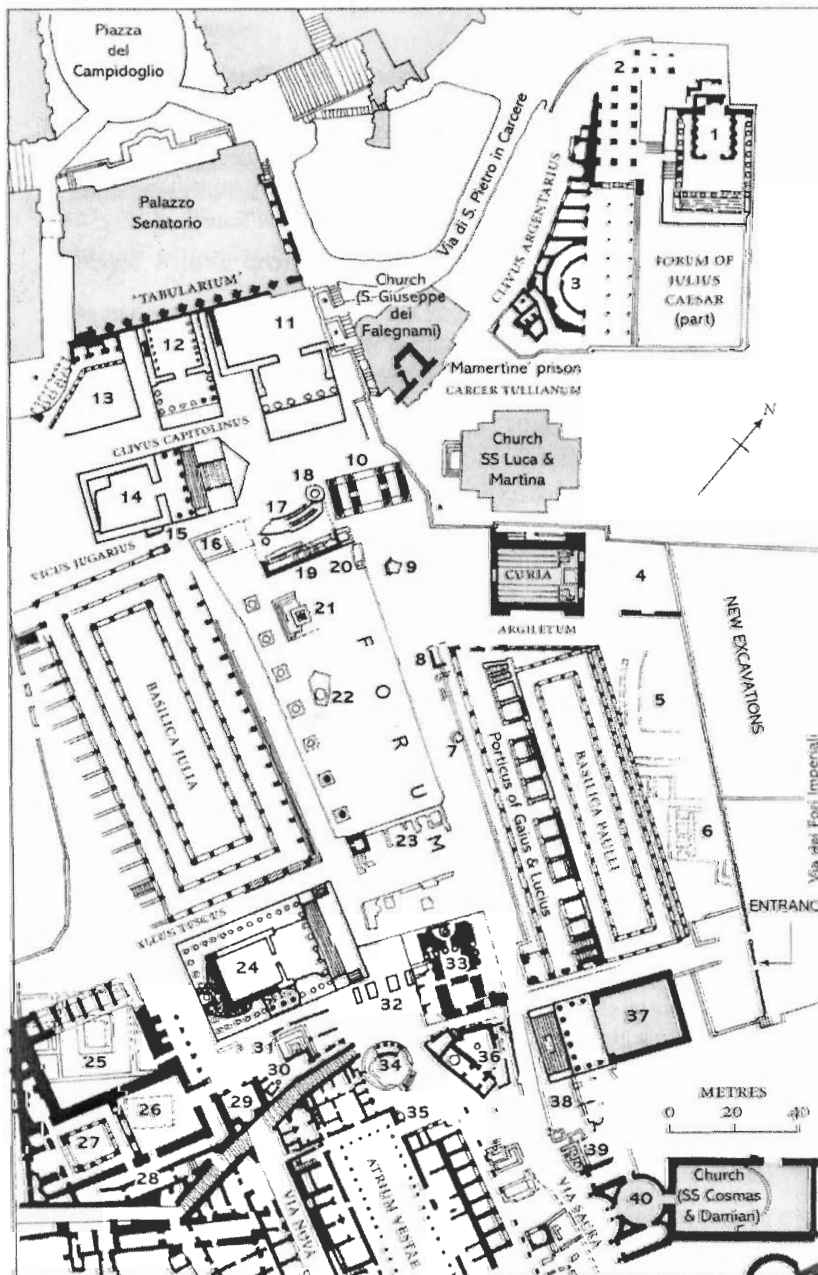 Piazza
del
Campidoglio
2
1
Palazzo
Senatorio
Via di S. Pietro in Carcere
CLIVUS ARGENTARIUS
3
FORUM OF
JULIUS
CAESAR
(part)
'TABULARIUM'
11
12
13
Church
(S. Giuseppe
dei
Falegnami)
'Mamertine' prison
CARCER TULLIANUM
N
CLIVUS CAPITOLINUS
Church
SS Luca &
Martina
14
18
10
17
15
16
VICUS JUGARIUS
19
20
9
CURIA
4
ARGILETUM
NEW EXCAVATIONS
21
8
5
22
FORUM
7
BASILICA JULIA
Porticus of Gaius & Lucius
BASILICA PAULLI
6
Via dei Fori Imperiali
23
ENTRANC
VICUS TUSCUS
24
33
32
37
25
31
34
36
30
26
29
35
38
METRES
0 20 40
27
28
39
VIA NOVA
ATRIUM VESTAE
VIA SACRA
40
Church
(SS Cosmas
& Damian)